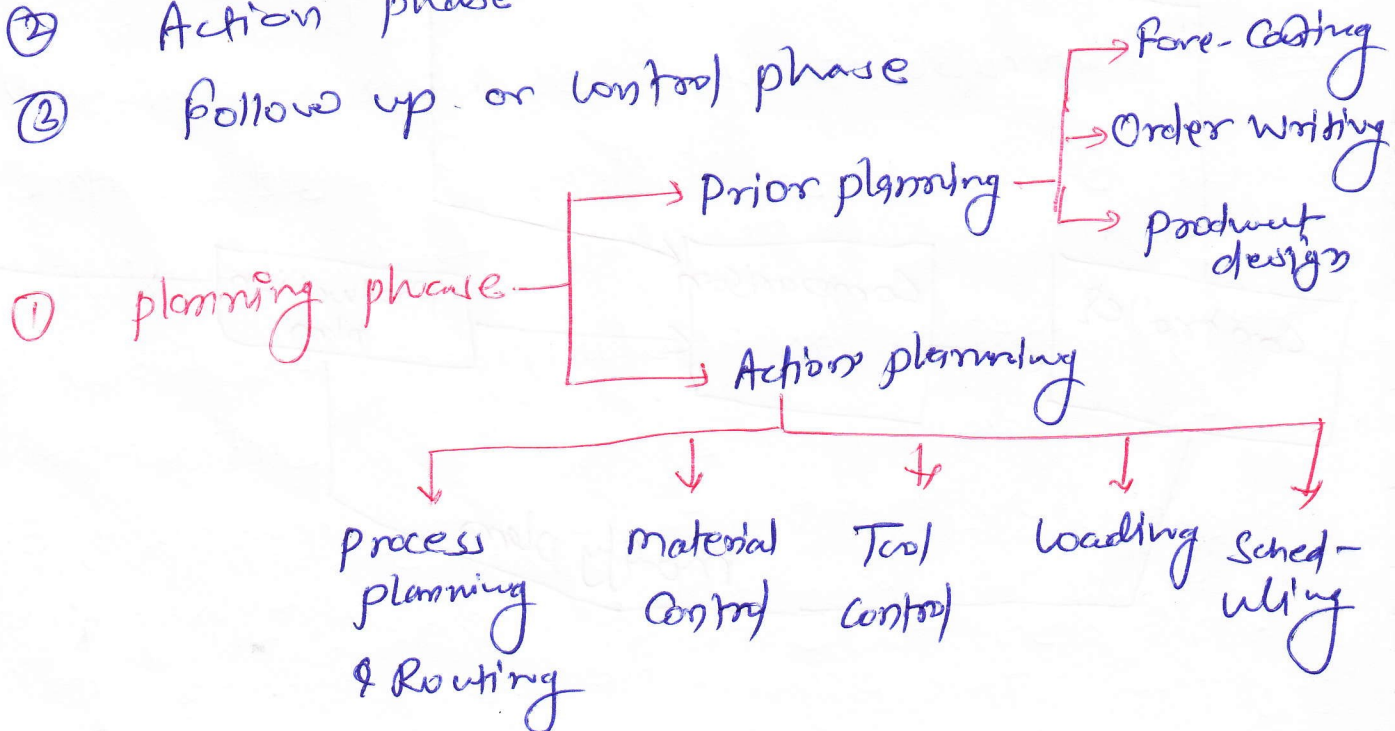 ② Action phase
③ Follow up or control phase
Fore-Casting
Order writing
Product design
Prior planning
① planning phase
Action planning
process planning & Routing
material Control
Tool control
Loading
Sched-
uling